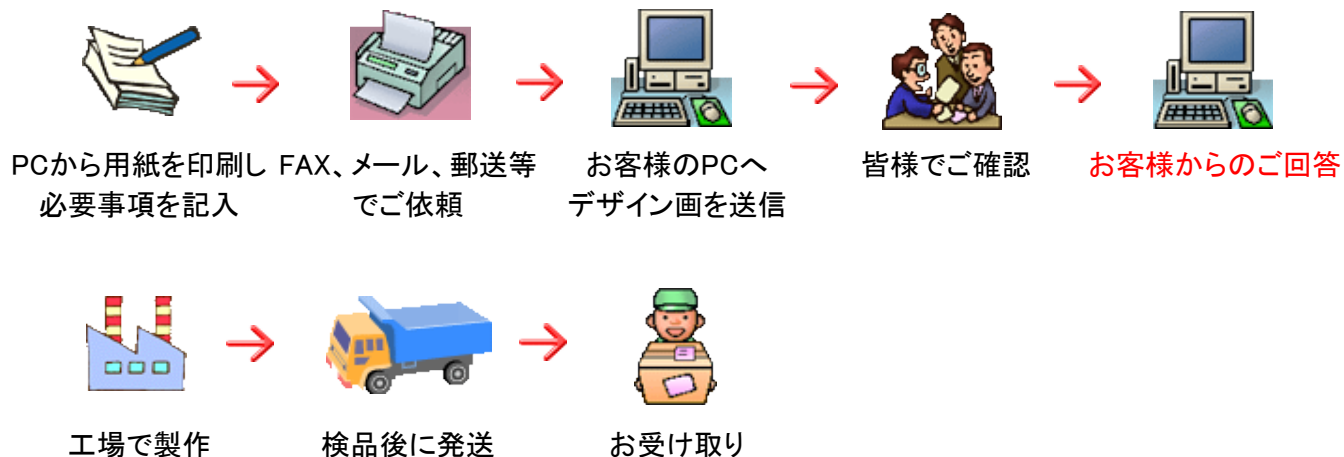 PCから用紙を印刷し
必要事項を記入
FAX、メール、郵送等
でご依頼
お客様のPCへ
デザイン画を送信
皆様でご確認
お客様からのご回答
工場で製作
検品後に発送
お受け取り